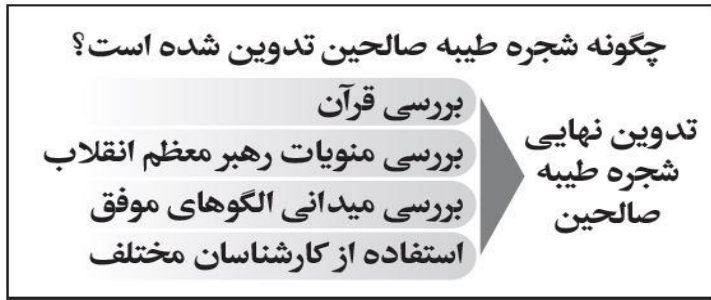 چگونه شجره طیبه صالحین تدوین شده است؟
بررسی قرآن
بررسی منویات رهبر معظم انقلاب
بررسی میدانی الگوهای موفق
استفاده از کارشناسان مختلف
تدوین نهایی
شجره طیبه
صالحین